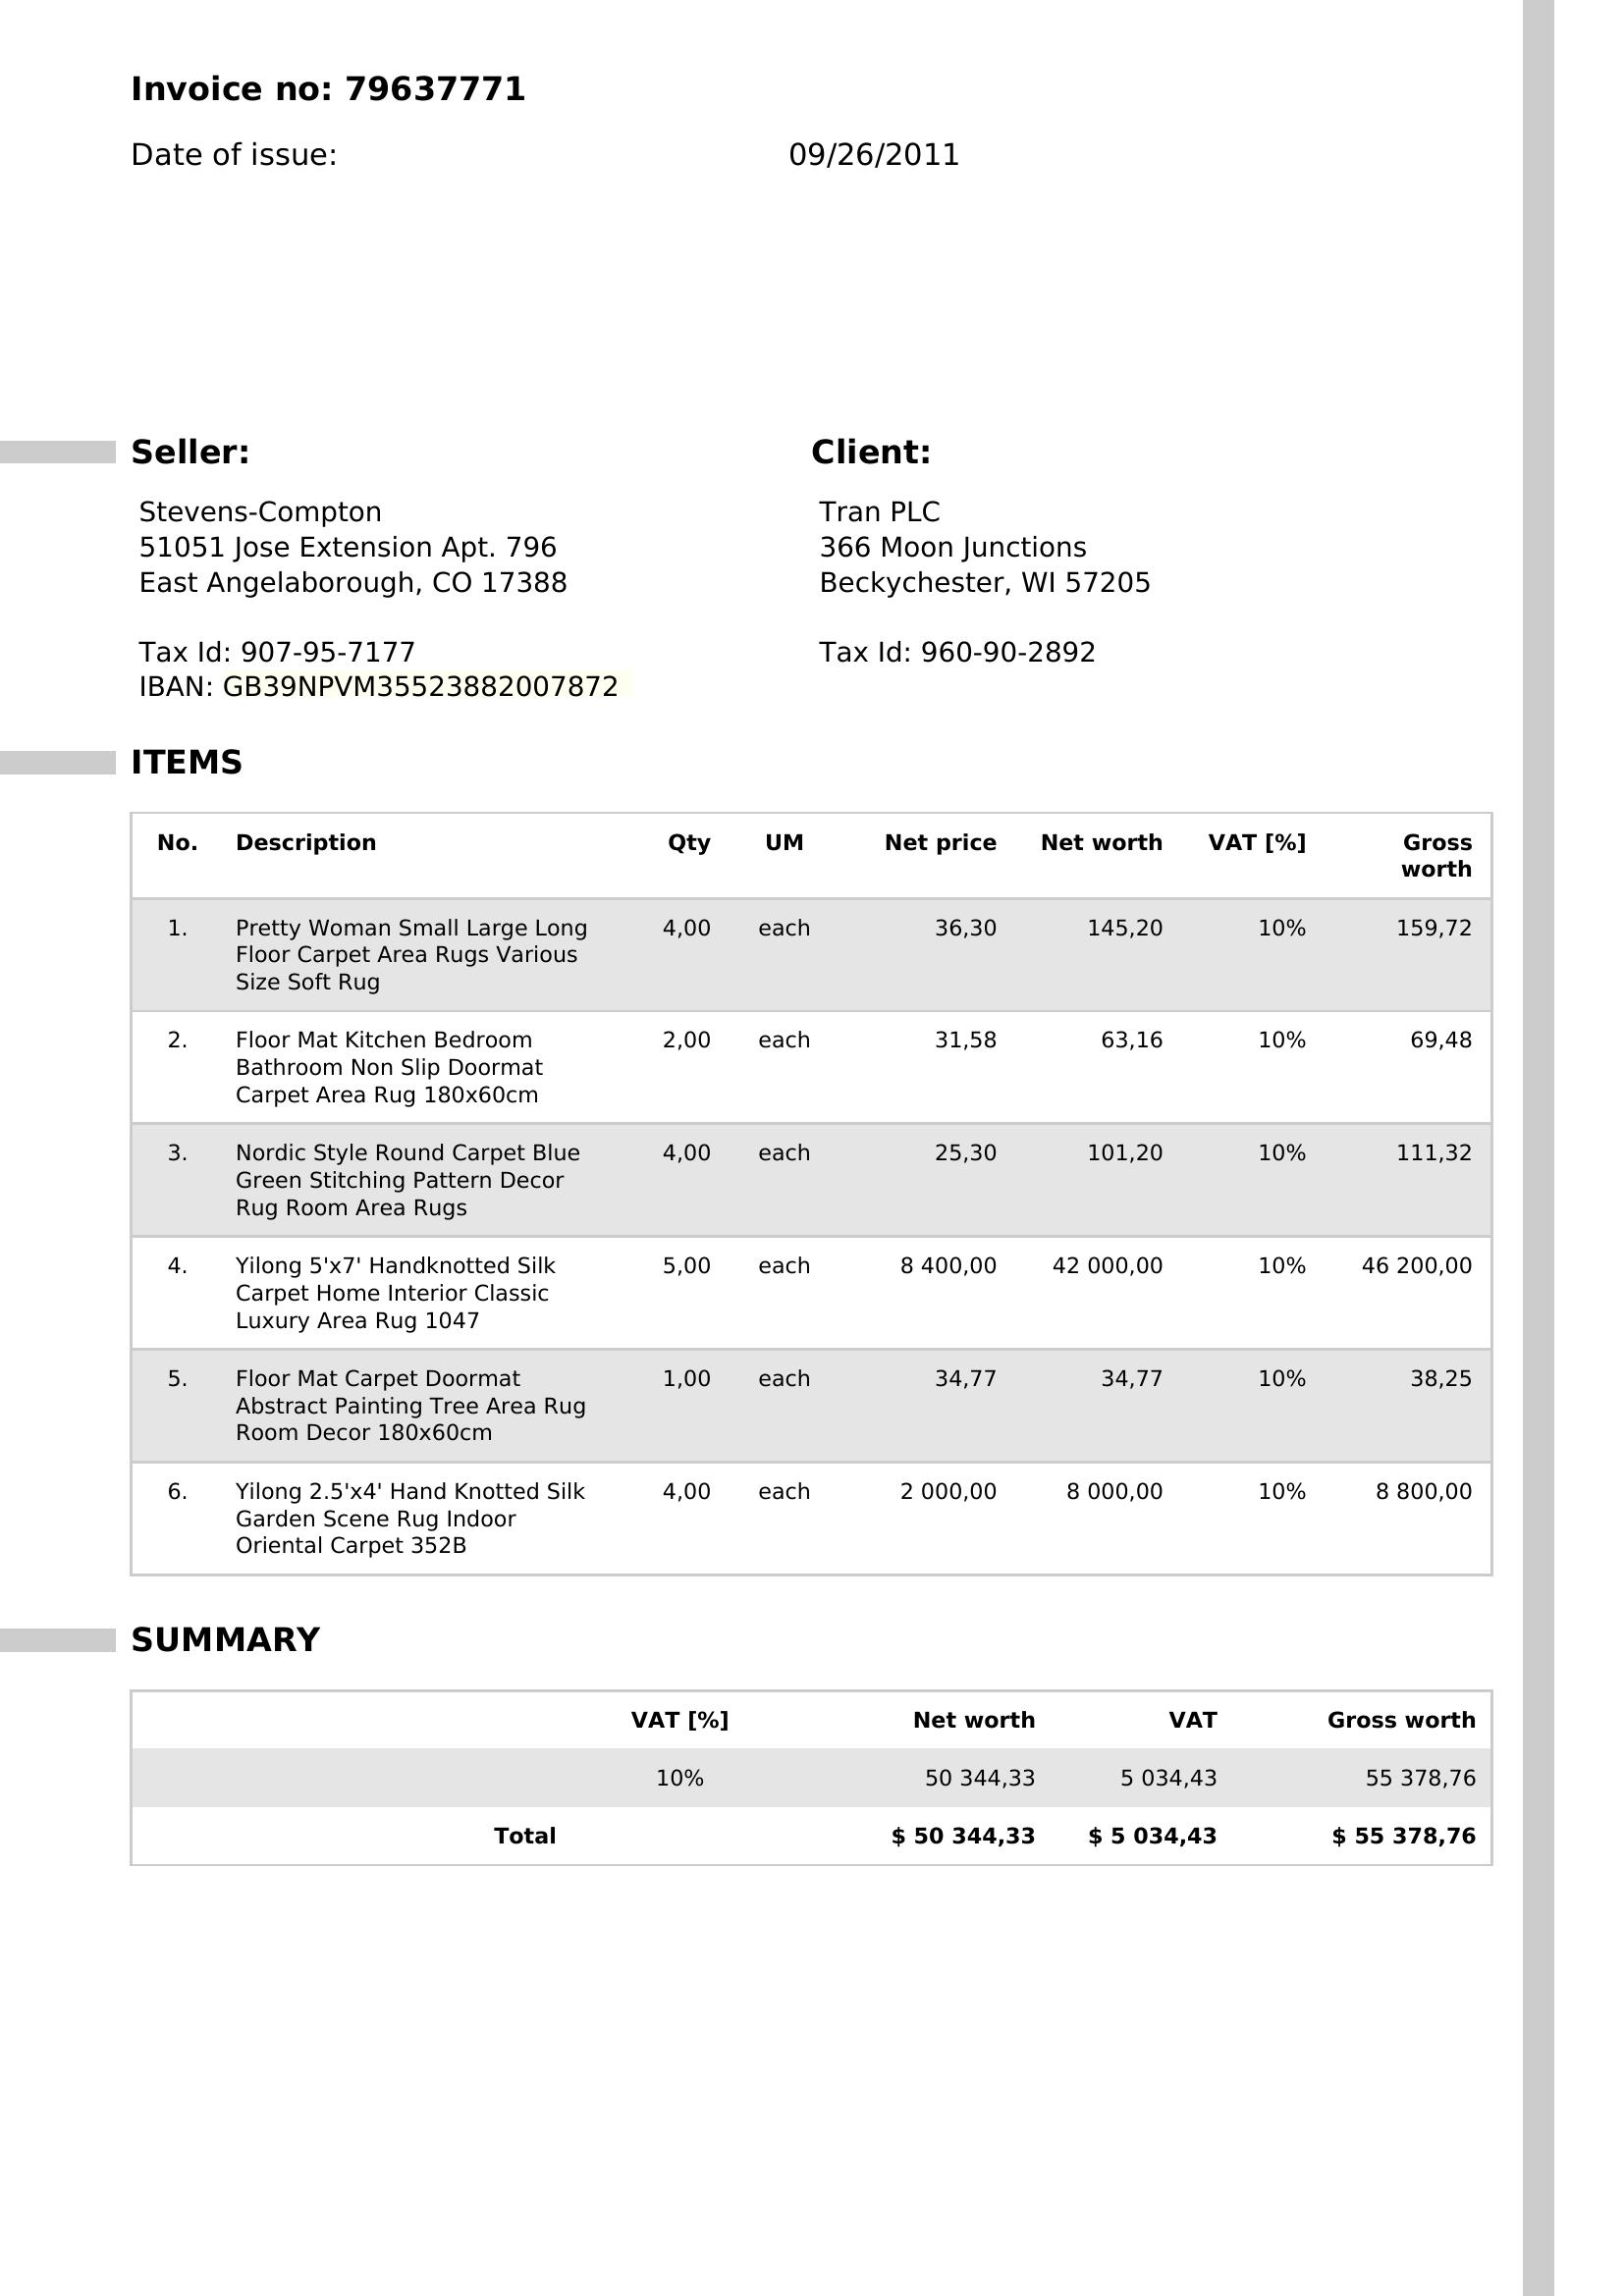 Invoice no: 79637771
Date of issue: 09/26/2011
Seller:
Stevens-Compton
51051 Jose Extension Apt. 796
East Angelaborough, CO 17388
Tax Id: 907-95-7177
IBAN: GB39NPVM35523882007872
Client:
Tran PLC
366 Moon Junctions
Beckychester, WI 57205
Tax Id: 960-90-2892
ITEMS
No. Description Qty UM Net price Net worth VAT [%] Gross
worth
1. Pretty Woman Small Large Long 4,00 each 36,30 145,20 10% 159,72
Floor Carpet Area Rugs Various
Size Soft Rug
2. Floor Mat Kitchen Bedroom 2,00 each 31,58 63,16 10% 69,48
Bathroom Non Slip Doormat
Carpet Area Rug 180x60cm
3. Nordic Style Round Carpet Blue 4,00 each 25,30 101,20 10% 111,32
Green Stitching Pattern Decor
Rug Room Area Rugs
4. Yilong 5'x7' Handknotted Silk 5,00 each 8 400,00 42 000,00 10% 46 200,00
Carpet Home Interior Classic
Luxury Area Rug 1047
5. Floor Mat Carpet Doormat 1,00 each 34,77 34,77 10% 38,25
Abstract Painting Tree Area Rug
Room Decor 180x60cm
6. Yilong 2.5'x4' Hand Knotted Silk 4,00 each 2 000,00 8 000,00 10% 8 800,00
Garden Scene Rug Indoor
Oriental Carpet 352B
SUMMARY
VAT [%] Net worth VAT Gross worth
10% 50 344,33 5 034,43 55 378,76
Total $ 50 344,33 $ 5 034,43 $ 55 378,76